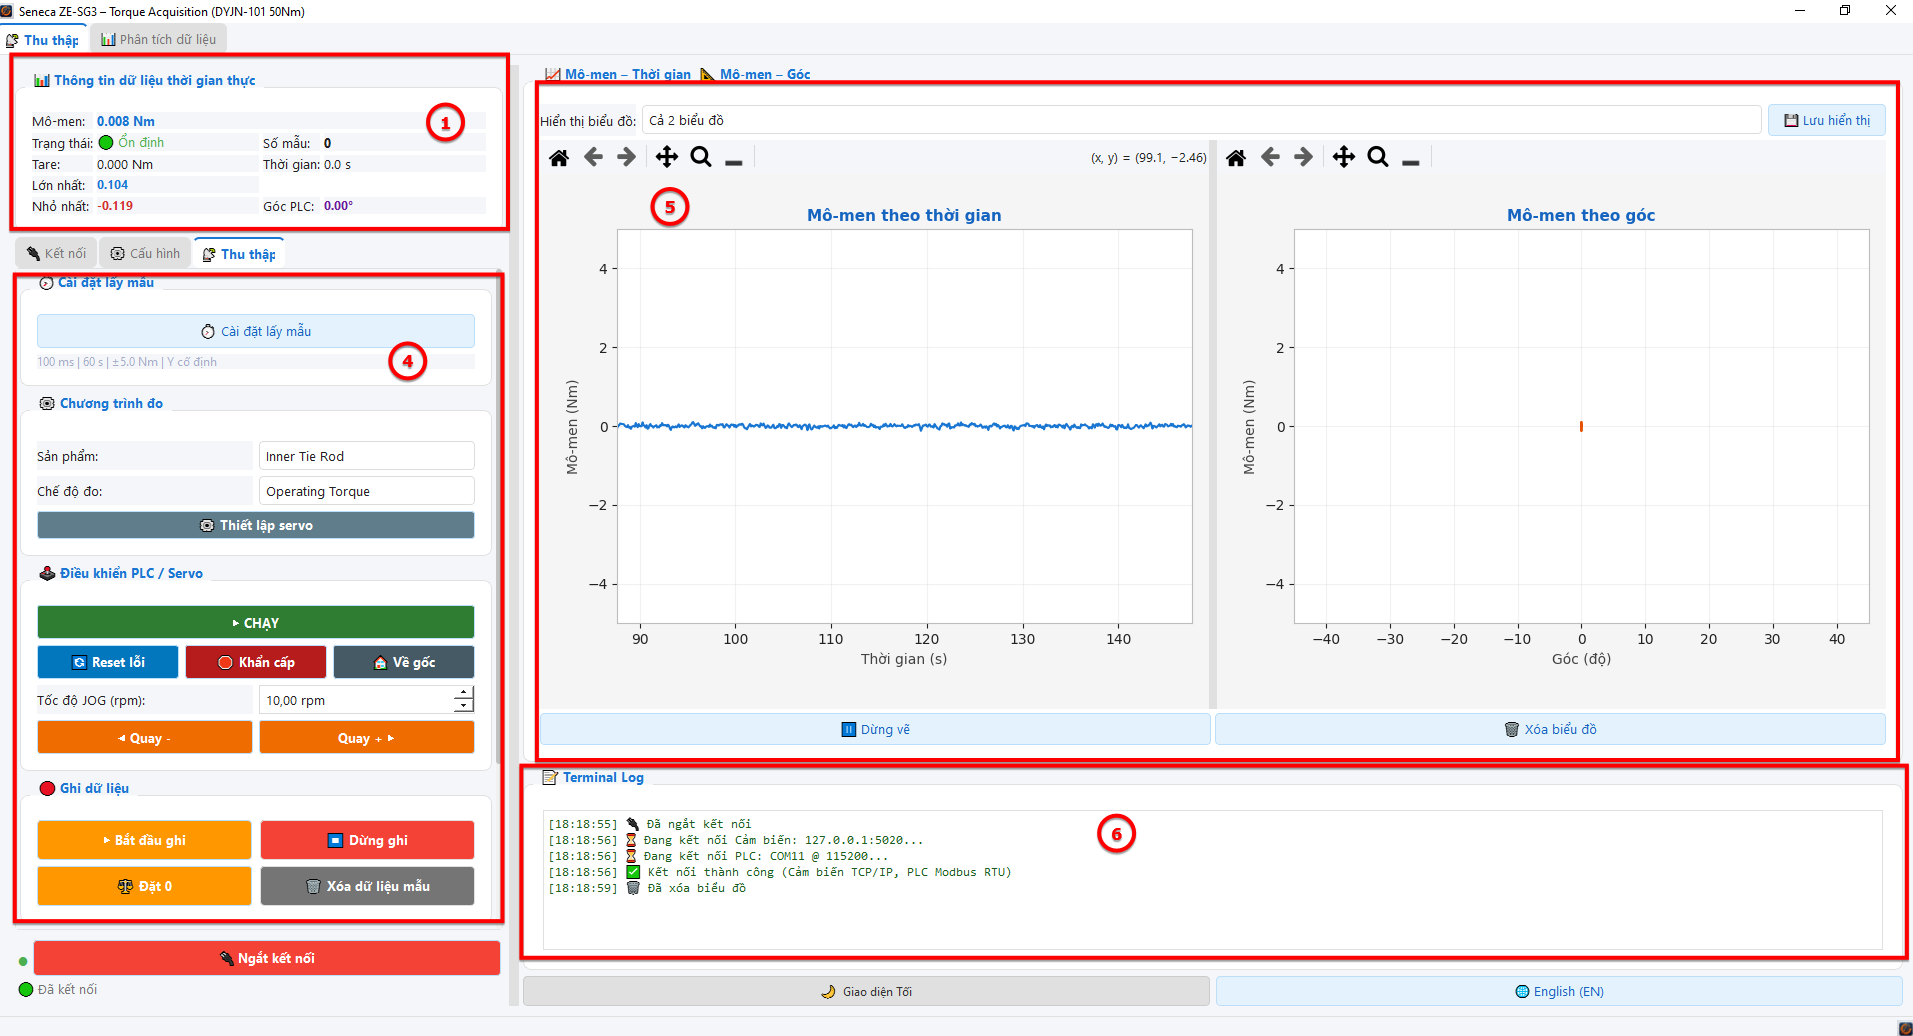 Seneca ZE-SG3 – Torque Acquisition (DYJN-101 50Nm)
Thu thập
Phân tích dữ liệu
Thông tin dữ liệu thời gian thực
Mô-men: 0.008 Nm
1
Trạng thái: Ổn định
Số mẫu: 0
Tare: 0.000 Nm
Thời gian: 0.0 s
Lớn nhất: 0.104
Nhỏ nhất: -0.119
Góc PLC: 0.00°
Kết nối
Cấu hình
Thu thập
Cài đặt lấy mẫu
Cài đặt lấy mẫu
100 ms | 60 s | ±5.0 Nm | Y cố định
4
Chương trình đo
Sản phẩm: Inner Tie Rod
Chế độ đo: Operating Torque
Thiết lập servo
Điều khiển PLC / Servo
CHẠY
Reset lỗi
Khẩn cấp
Về gốc
Tốc độ JOG (rpm): 10,00 rpm
Quay -
Quay +
Ghi dữ liệu
Bắt đầu ghi
Dừng ghi
Đặt 0
Xóa dữ liệu mẫu
Ngắt kết nối
Đã kết nối
Mô-men – Thời gian
Mô-men – Góc
Hiển thị biểu đồ: Cả 2 biểu đồ
Lưu hiển thị
(x, y) = (99.1, −2.46)
5
Mô-men theo thời gian
4
2
0
−2
−4
Mô-men (Nm)
90 100 110 120 130 140
Thời gian (s)
Mô-men theo góc
4
2
0
−2
−4
Mô-men (Nm)
−40 −30 −20 −10 0 10 20 30 40
Góc (độ)
Dừng vẽ
Xóa biểu đồ
Terminal Log
[18:18:55] Đã ngắt kết nối
[18:18:56] Đang kết nối Cảm biến: 127.0.0.1:5020...
[18:18:56] Đang kết nối PLC: COM11 @ 115200...
[18:18:56] Kết nối thành công (Cảm biến TCP/IP, PLC Modbus RTU)
[18:18:59] Đã xóa biểu đồ
6
Giao diện Tối
English (EN)